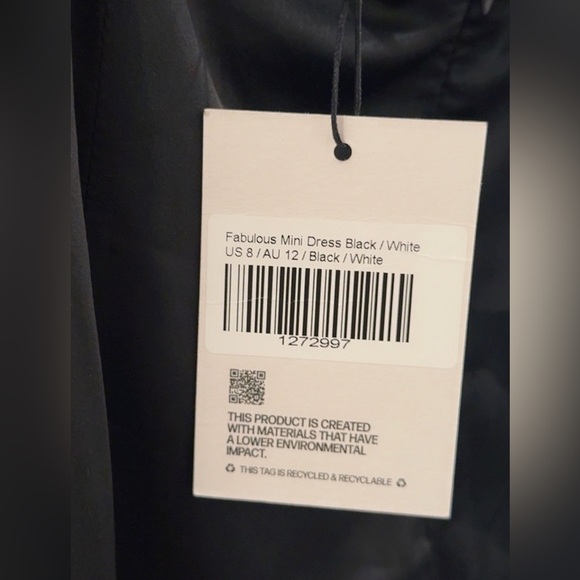 Fabulous Mini Dress Black / White
US 8 / AU 12 / Black / White
1272997
THIS PRODUCT IS CREATED
WITH MATERIALS THAT HAVE
A LOWER ENVIRONMENTAL
IMPACT.
THIS TAG IS RECYCLED & RECYCLABLE